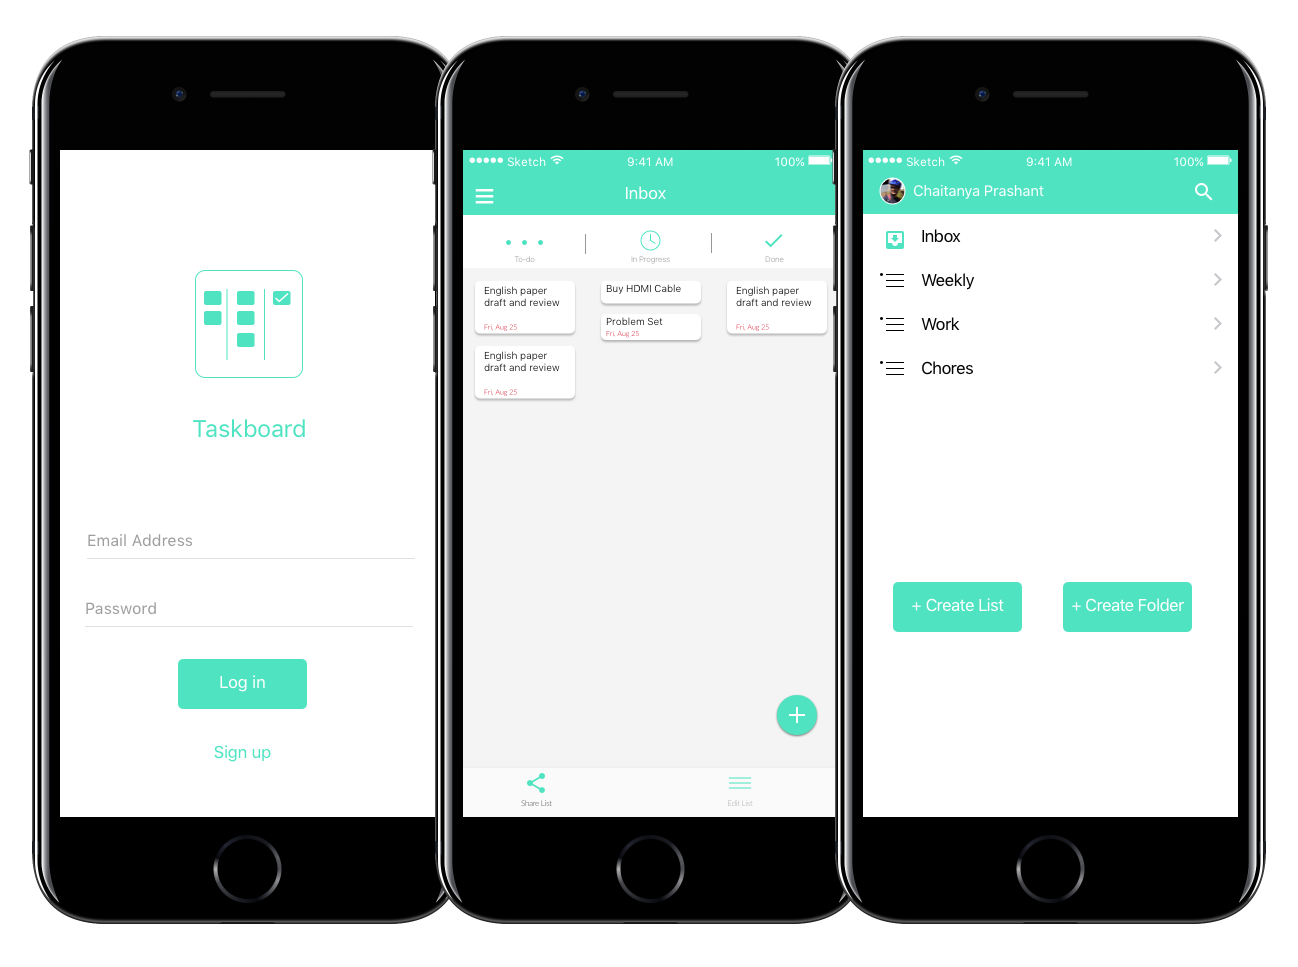 Taskboard
Email Address
Password
Log in
Sign up
Sketch 9:41 AM 100%
Inbox
To-do In Progress Done
English paper
draft and review
Fri, Aug 25
English paper
draft and review
Fri, Aug 25
Buy HDMI Cable
Problem Set
Fri, Aug 25
English paper
draft and review
Fri, Aug 25
Share List Edit List
Sketch 9:41 AM 100%
Chaitanya Prashant
Inbox
Weekly
Work
Chores
+ Create List + Create Folder